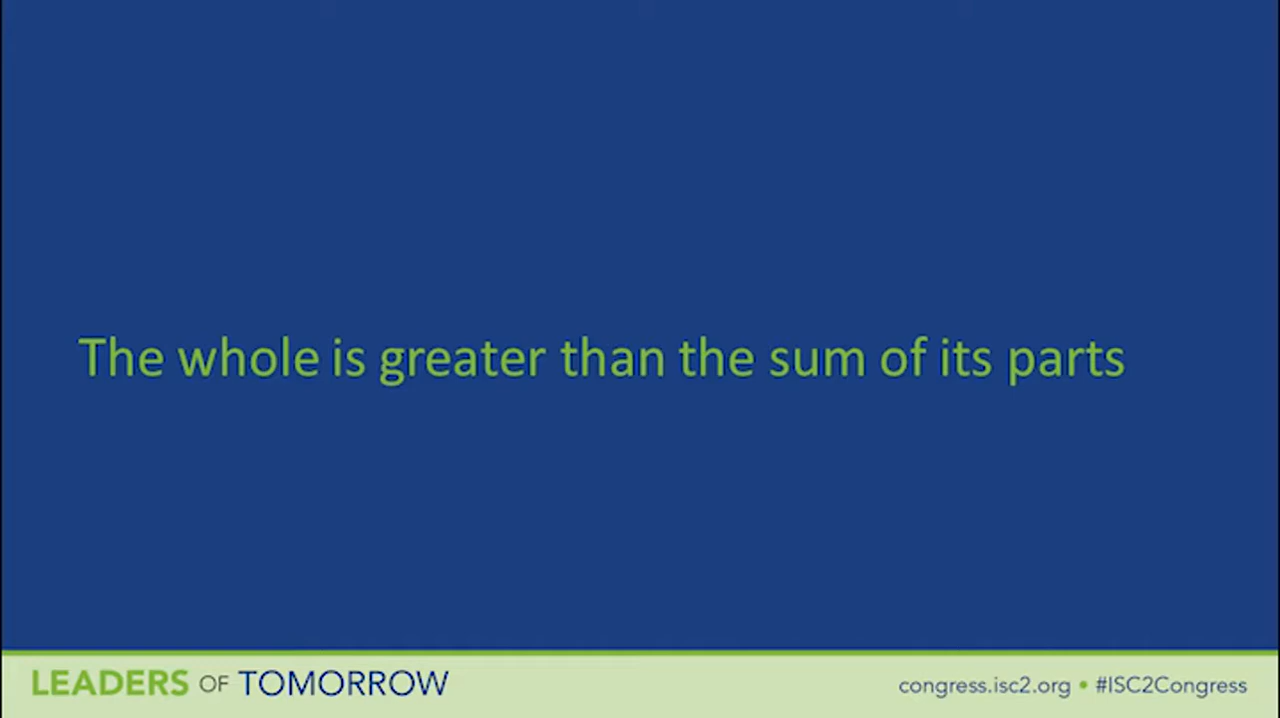 The whole is greater than the sum of its parts
LEADERS OF TOMORROW
congress.isc2.org • #ISC2Congress